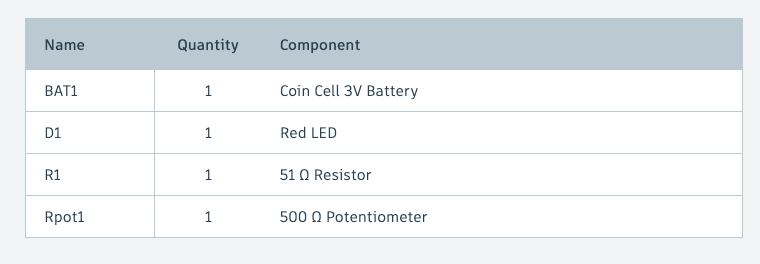 Name Quantity Component
BAT1 1 Coin Cell 3V Battery
D1 1 Red LED
R1 1 51 Ω Resistor
Rpot1 1 500 Ω Potentiometer